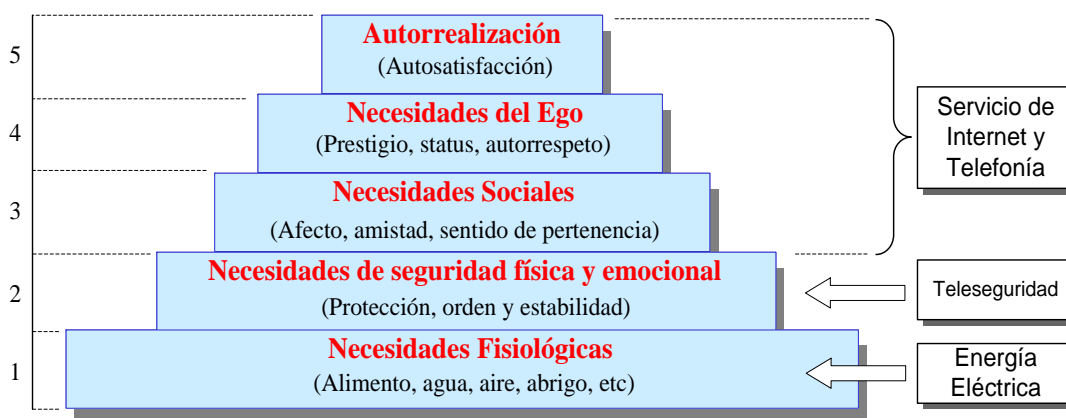 5
Autorrealización
(Autosatisfacción)
4
Necesidades del Ego
(Prestigio, status, autorrespeto)
Servicio de
Internet y
Telefonía
3
Necesidades Sociales
(Afecto, amistad, sentido de pertenencia)
2
Necesidades de seguridad física y emocional
(Protección, orden y estabilidad)
Teleseguridad
1
Necesidades Fisiológicas
(Alimento, agua, aire, abrigo, etc)
Energía
Eléctrica